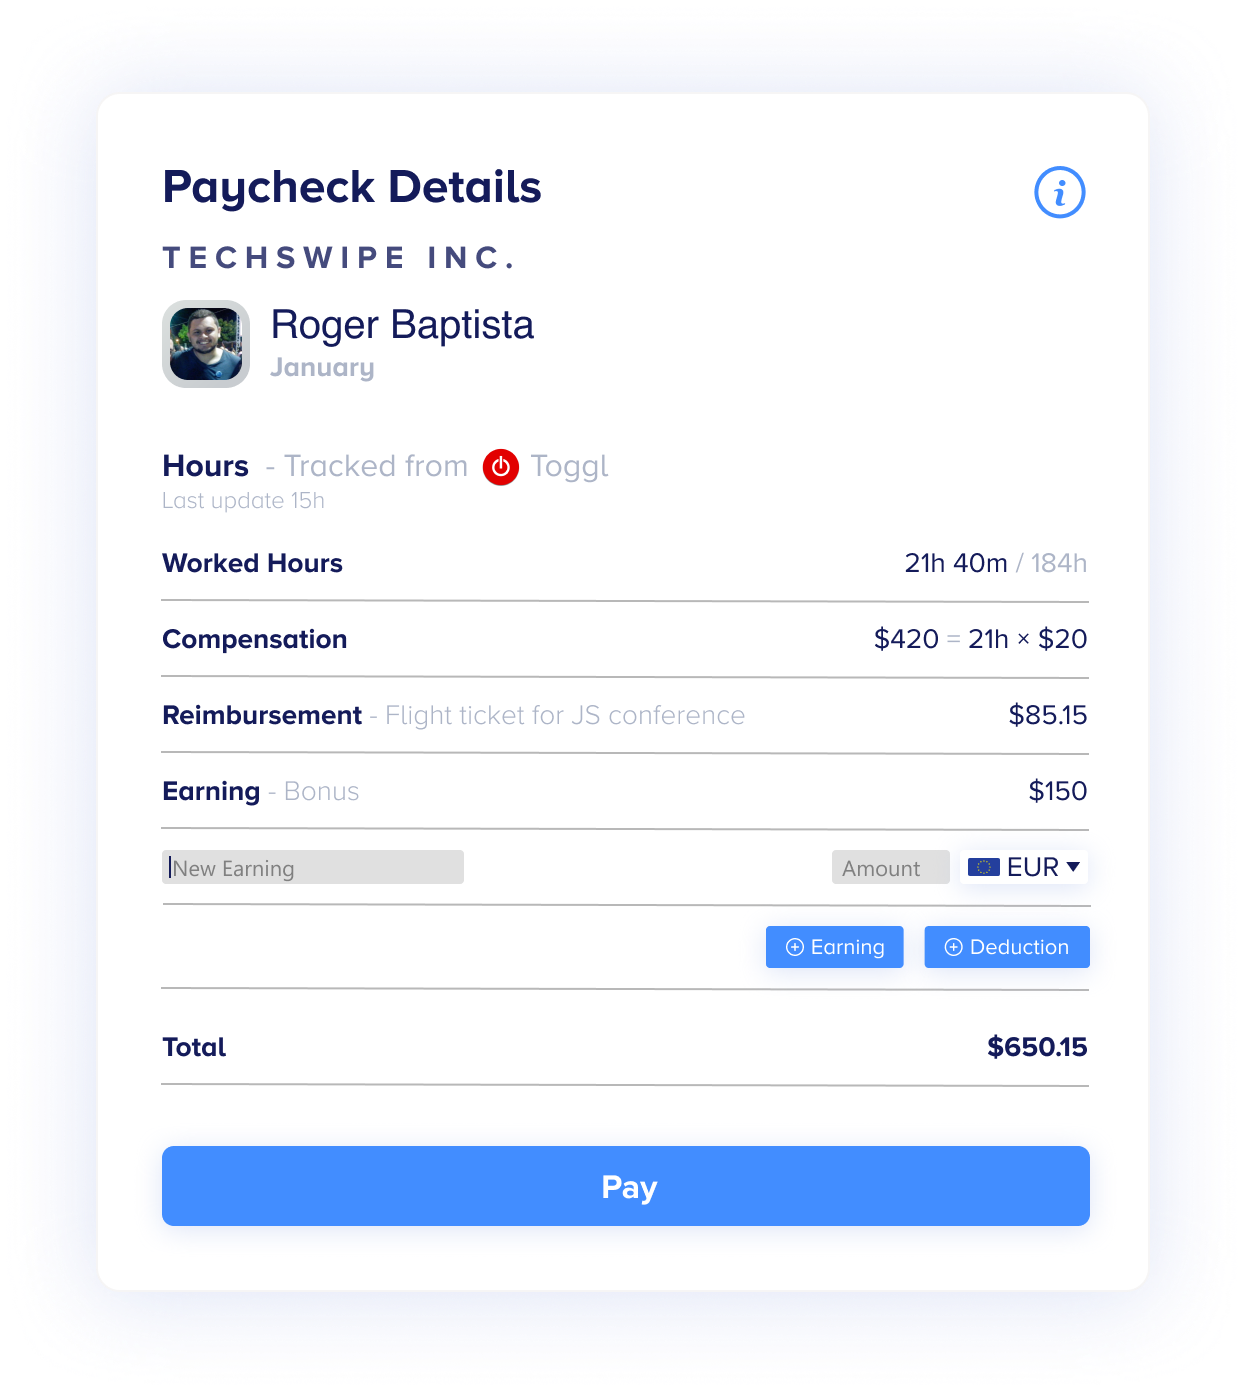 Paycheck Details
i
TECHSWIPE INC.
Roger Baptista
January
Hours - Tracked from Toggl
Last update 15h
Worked Hours 21h 40m / 184h
Compensation $420 = 21h × $20
Reimbursement - Flight ticket for JS conference $85.15
Earning - Bonus $150
New Earning Amount EUR
Earning Deduction
Total $650.15
Pay